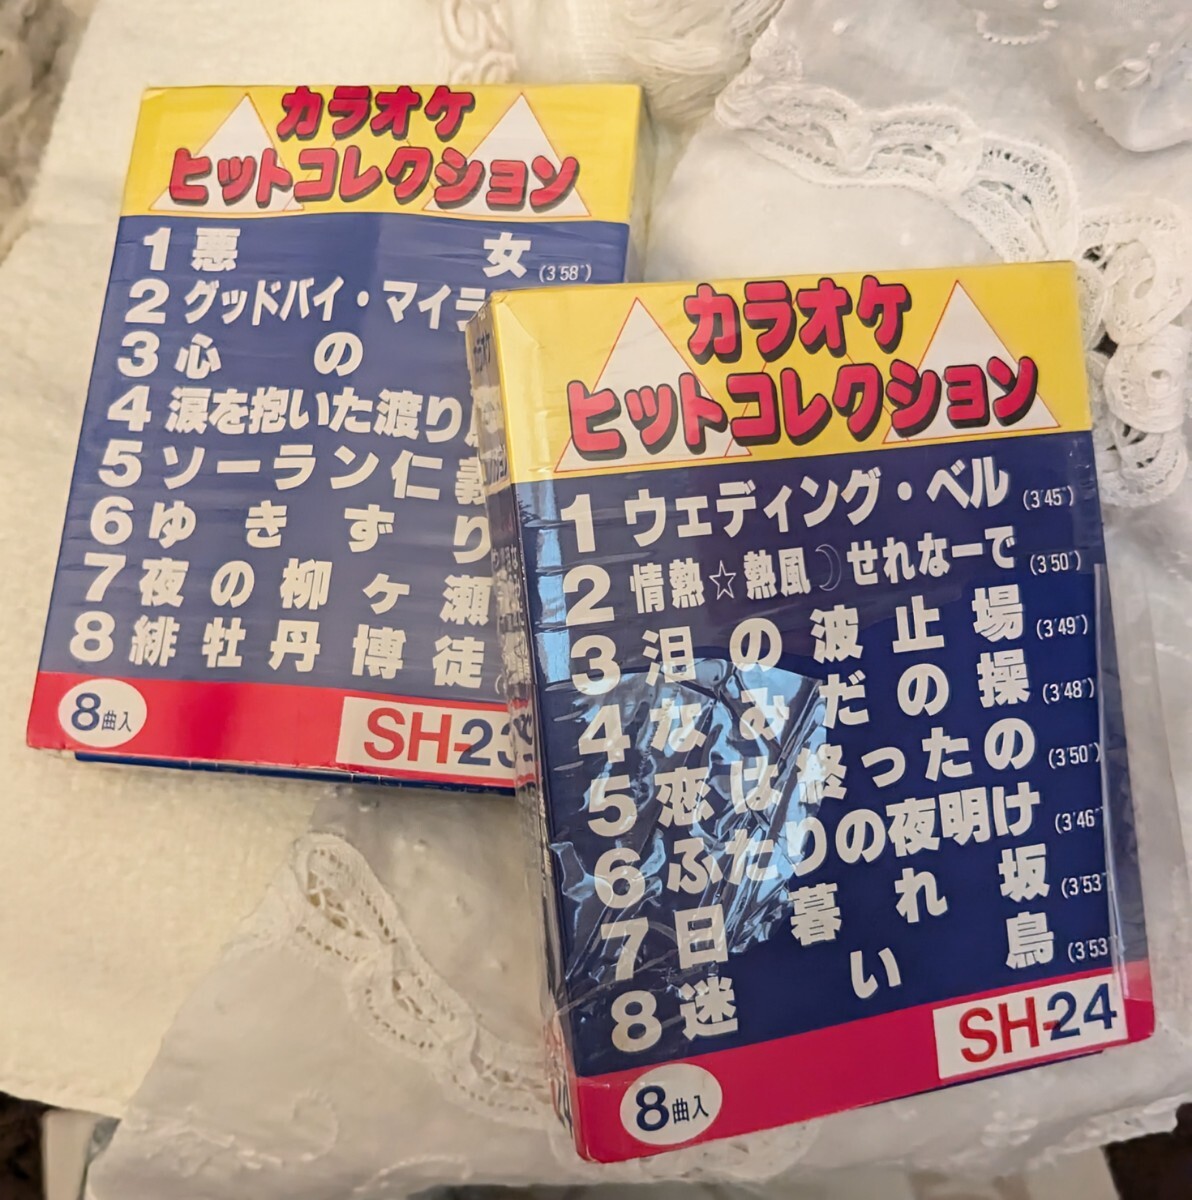 カラオケ
ヒットコレクション
1 悪女 (3'58")
2 グッドバイ・マイ
3 心の
4 涙を抱いた渡り
5 ソーラン仁義
6 ゆきずり
7 夜の柳ヶ瀬
8 緋牡丹博徒
8曲入
SH-23
カラオケ
ヒットコレクション
1 ウェディング・ベル (3'45")
2 情熱☆熱風☽せれなーで (3'50")
3 泪の波止場 (3'49")
4 なみだの操 (3'48")
5 恋は終ったの (3'50")
6 ふたりの夜明け (3'46")
7 日暮れ坂 (3'53"
8 迷い鳥 (3'53
8曲入
SH-24